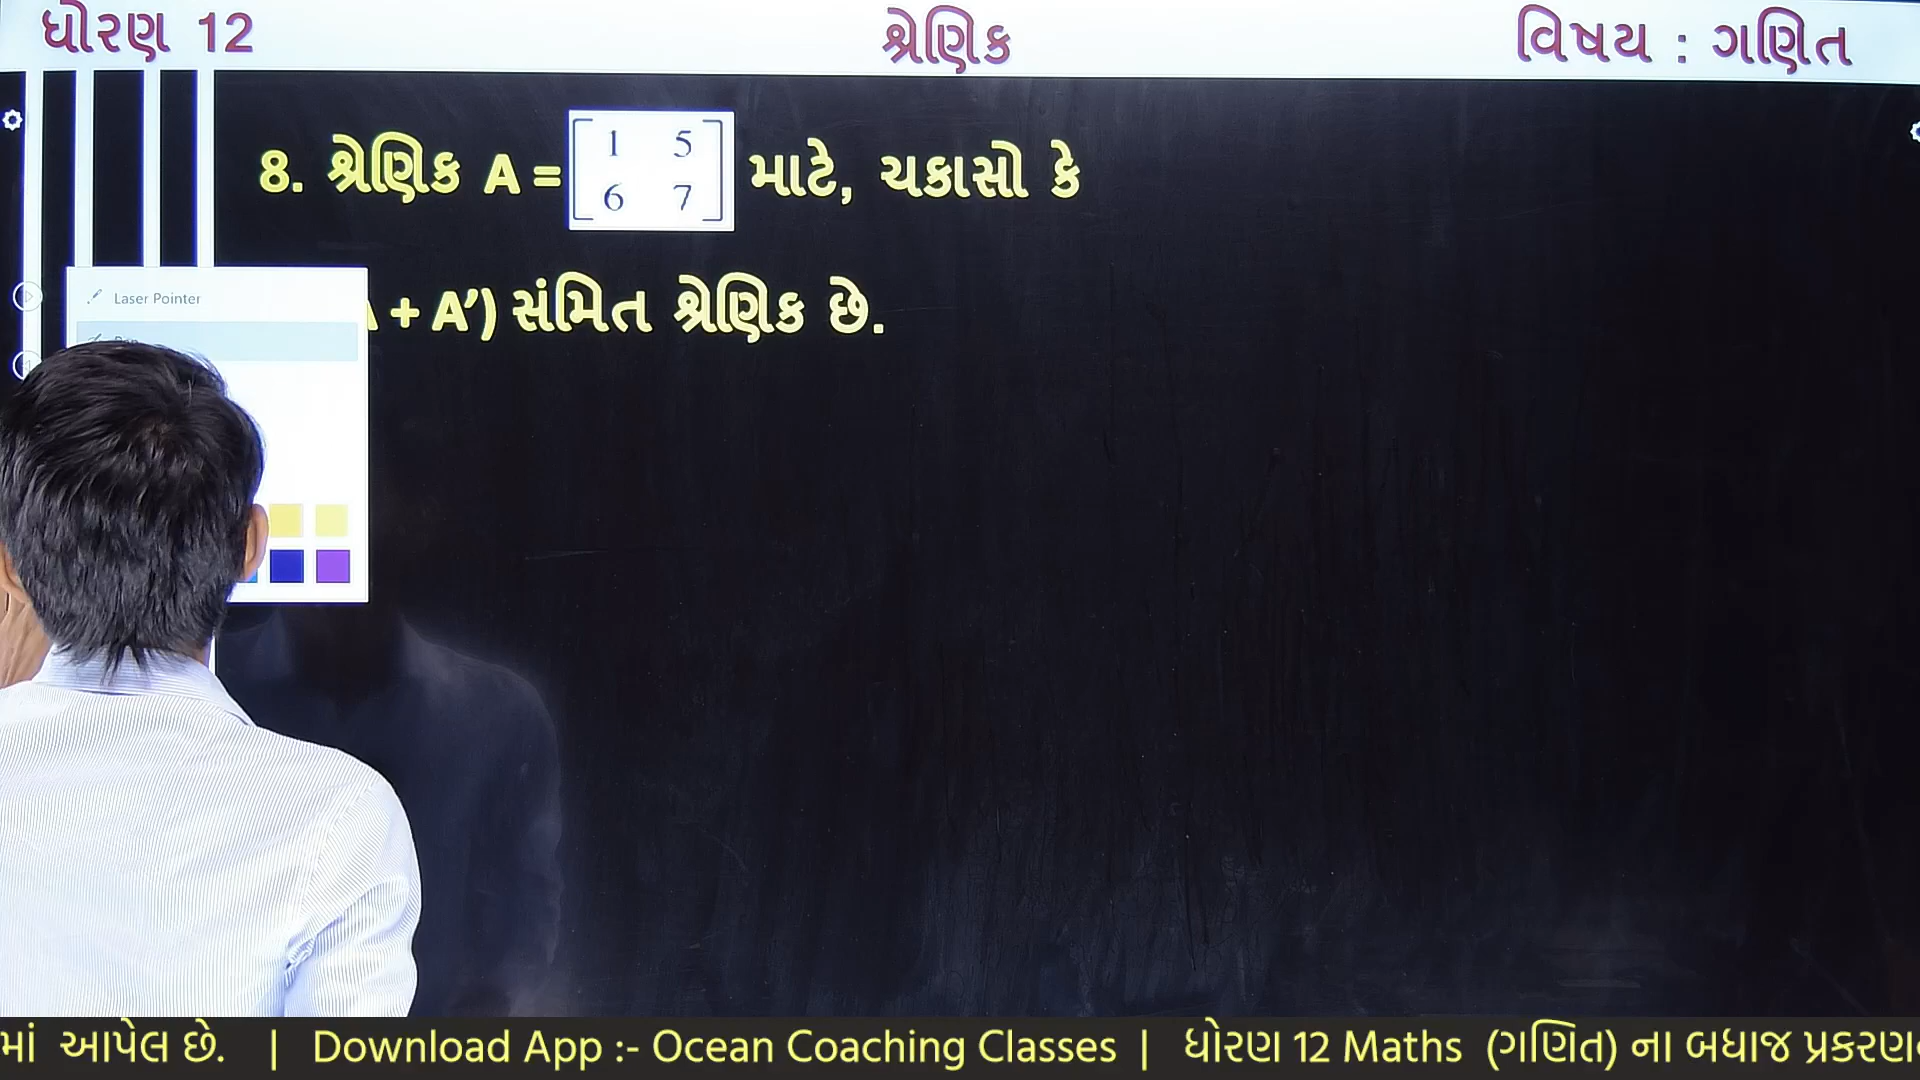 ધોરણ 12 શ્રેણિક વિષય : ગણિત
8. શ્રેણિક A = [1 5
6 7] માટે, ચકાસો કે
Laser Pointer
+ A′) સંમિત શ્રેણિક છે.
માં આપેલ છે. | Download App :- Ocean Coaching Classes | ધોરણ 12 Maths (ગણિત) ના બધાજ